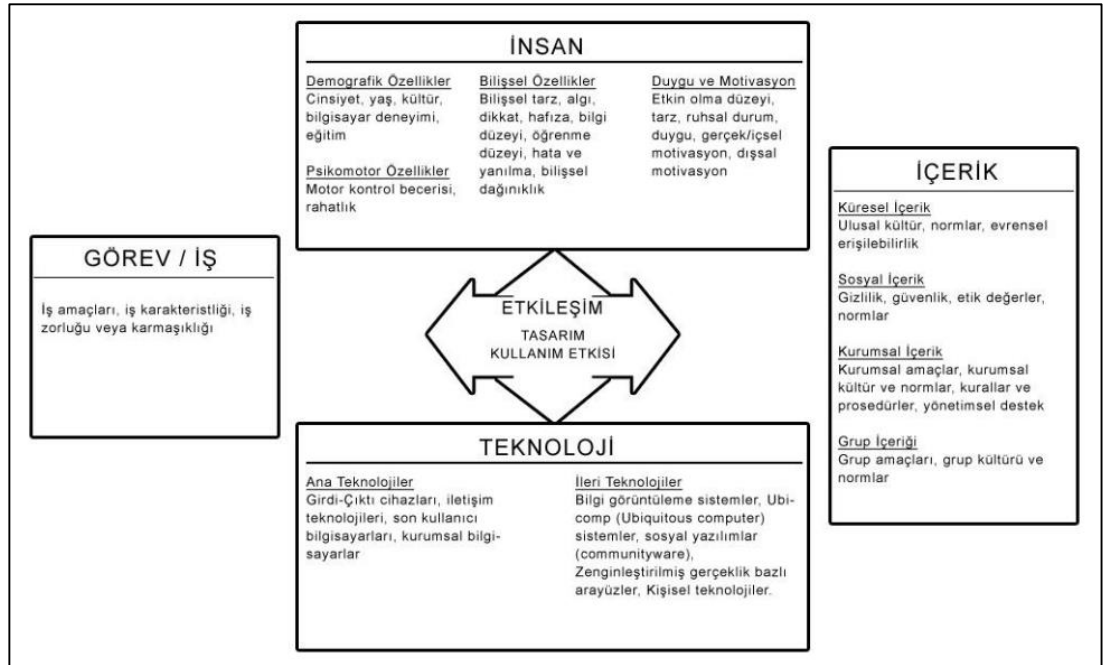 İNSAN
Demografik Özellikler
Cinsiyet, yaş, kültür,
bilgisayar deneyimi,
eğitim
Psikomotor Özellikler
Motor kontrol becerisi,
rahatlık
Bilişsel Özellikler
Bilişsel tarz, algı,
dikkat, hafıza, bilgi
düzeyi, öğrenme
düzeyi, hata ve
yanılma, bilişsel
dağınıklık
Duygu ve Motivasyon
Etkin olma düzeyi,
tarz, ruhsal durum,
duygu, gerçek/içsel
motivasyon, dışsal
motivasyon
GÖREV / İŞ
İş amaçları, iş karakteristliği, iş
zorluğu veya karmaşıklığı
ETKİLEŞİM
TASARIM
KULLANIM ETKİSİ
İÇERİK
Küresel İçerik
Ulusal kültür, normlar, evrensel
erişilebilirlik
Sosyal İçerik
Gizlilik, güvenlik, etik değerler,
normlar
Kurumsal İçerik
Kurumsal amaçlar, kurumsal
kültür ve normlar, kurallar ve
prosedürler, yönetimsel destek
Grup İçeriği
Grup amaçları, grup kültürü ve
normlar
TEKNOLOJİ
Ana Teknolojiler
Girdi-Çıktı cihazları, iletişim
teknolojileri, son kullanıcı
bilgisayarları, kurumsal bilgi-
sayarlar
İleri Teknolojiler
Bilgi görüntüleme sistemler, Ubi-
comp (Ubiquitous computer)
sistemler, sosyal yazılımlar
(communityware),
Zenginleştirilmiş gerçeklik bazlı
arayüzler, Kişisel teknolojiler.